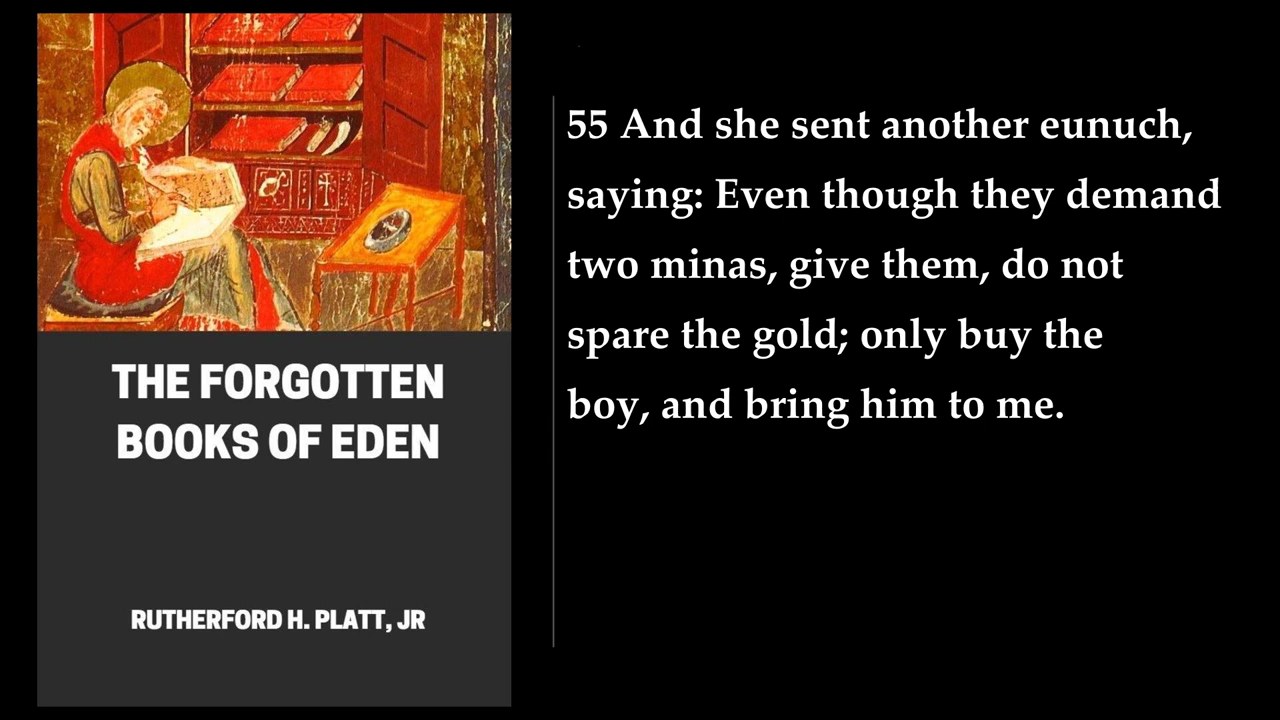 THE FORGOTTEN
BOOKS OF EDEN
RUTHERFORD H. PLATT, JR
55 And she sent another eunuch,
saying: Even though they demand
two minas, give them, do not
spare the gold; only buy the
boy, and bring him to me.